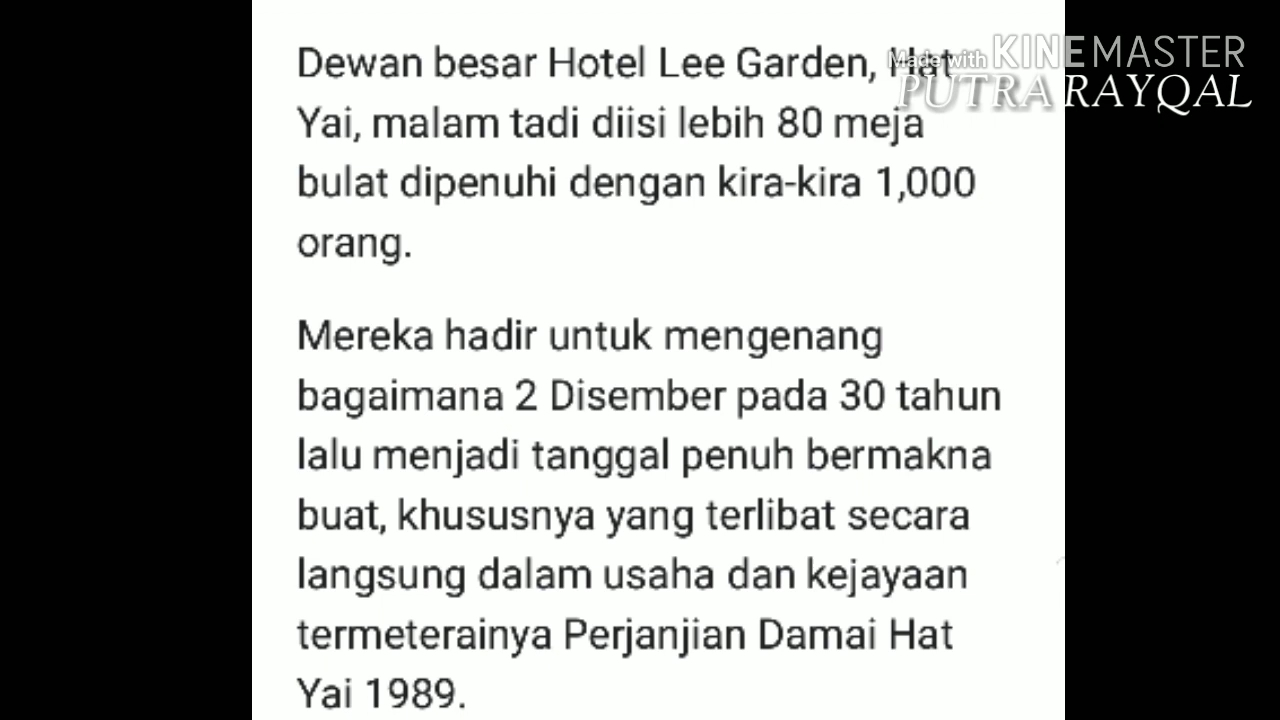 Dewan besar Hotel Lee Garden, Hat
Made with KINEMASTER
PUTRA RAYQAL
Yai, malam tadi diisi lebih 80 meja
bulat dipenuhi dengan kira-kira 1,000
orang.
Mereka hadir untuk mengenang
bagaimana 2 Disember pada 30 tahun
lalu menjadi tanggal penuh bermakna
buat, khususnya yang terlibat secara
langsung dalam usaha dan kejayaan
termeterainya Perjanjian Damai Hat
Yai 1989.